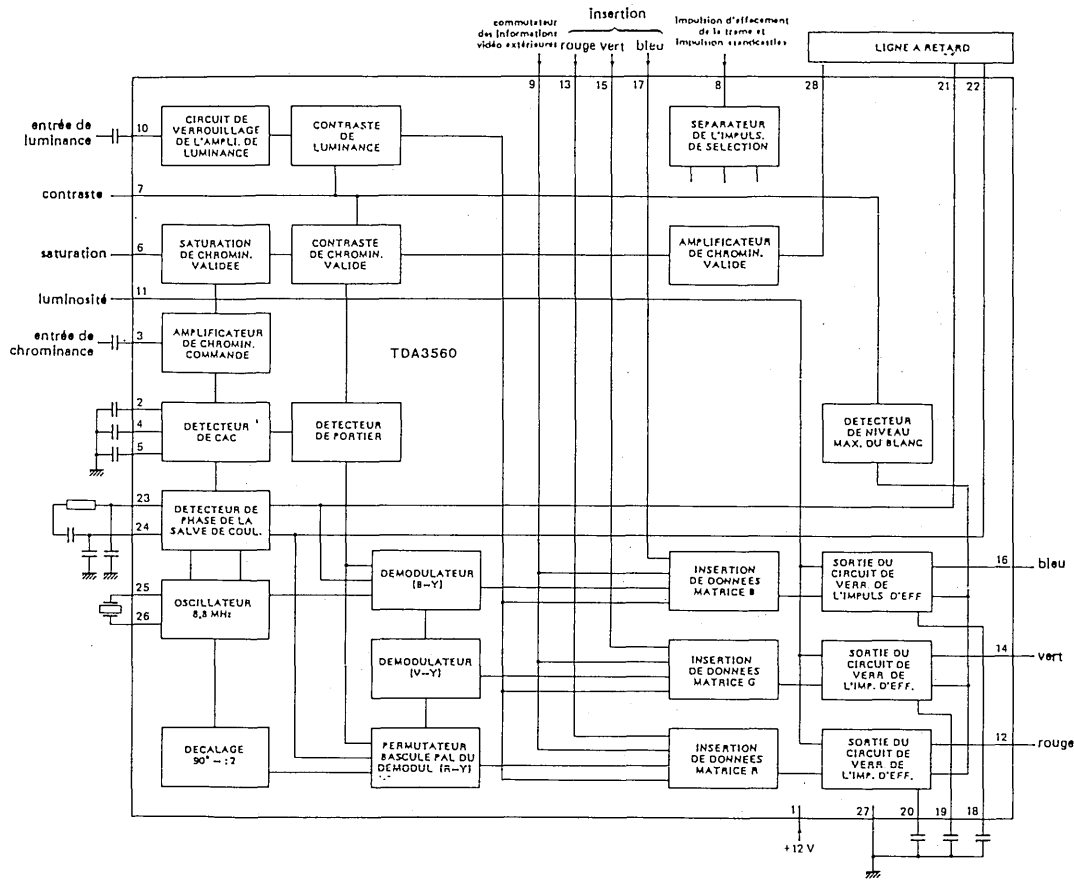 commutateur
des informations
vidéo extérieures
insertion
rouge vert bleu
Impulsion d'effacement
de la trame et
impulsion sandcastles
LIGNE A RETARD
9 13 15 17 8 28 21 22
entrée de
luminance
10
CIRCUIT DE
VERROUILLAGE
DE L'AMPLI. DE
LUMINANCE
CONTRASTE
DE
LUMINANCE
SEPARATEUR
DE L'IMPULS.
DE SELECTION
contraste
7
saturation
6
SATURATION
DE CHROMIN.
VALIDEE
CONTRASTE
DE CHROMIN.
VALIDE
AMPLIFICATEUR
DE CHROMIN.
VALIDE
luminosité
11
entrée de
chrominance
3
AMPLIFICATEUR
DE CHROMIN.
COMMANDE
TDA3560
2
4
5
DETECTEUR
DE CAC
DETECTEUR
DE PORTIER
DETECTEUR
DE NIVEAU
MAX. DU BLANC
23
24
DETECTEUR DE
PHASE DE LA
SALVE DE COUL.
25
26
OSCILLATEUR
8,8 MHz
DEMODULATEUR
(B--Y)
INSERTION
DE DONNEES
MATRICE B
SORTIE DU
CIRCUIT DE
VERR. DE
L'IMPULS D'EFF
16
bleu
DEMODULATEUR
(V--Y)
INSERTION
DE DONNEES
MATRICE G
SORTIE DU
CIRCUIT DE
VERR. DE
L'IMP. D'EFF.
14
vert
DECALAGE
90° -- : 2
PERMUTATEUR
BASCULE PAL DU
DEMODUL (R--Y)
INSERTION
DE DONNEES
MATRICE R
SORTIE DU
CIRCUIT DE
VERR. DE
L'IMP. D'EFF.
12
rouge
1 27 20 19 18
+12 V